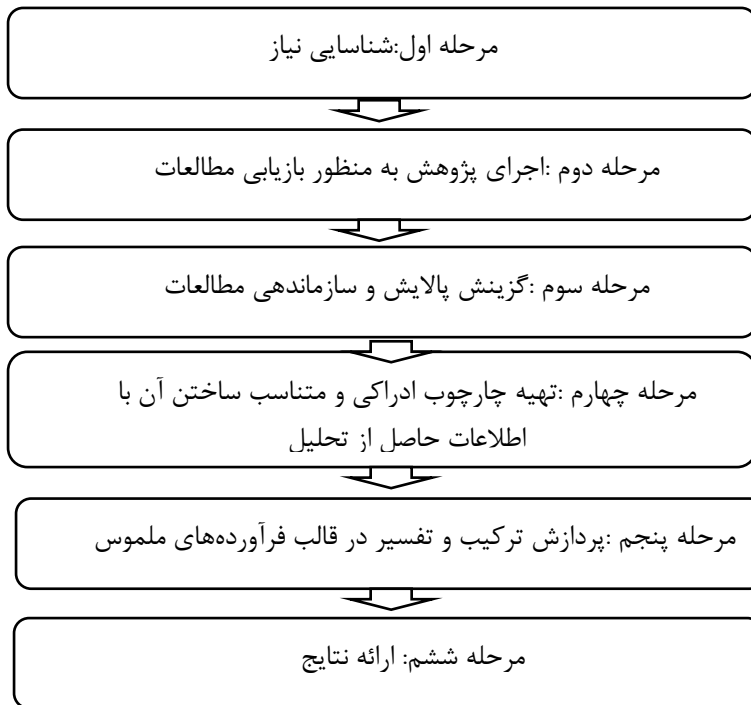 مرحله اول:شناسایی نیاز
مرحله دوم :اجرای پژوهش به منظور بازیابی مطالعات
مرحله سوم :گزینش پالایش و سازماندهی مطالعات
مرحله چهارم :تهیه چارچوب ادراکی و متناسب ساختن آن با
اطلاعات حاصل از تحلیل
مرحله پنجم :پردازش ترکیب و تفسیر در قالب فرآورده‌های ملموس
مرحله ششم: ارائه نتایج